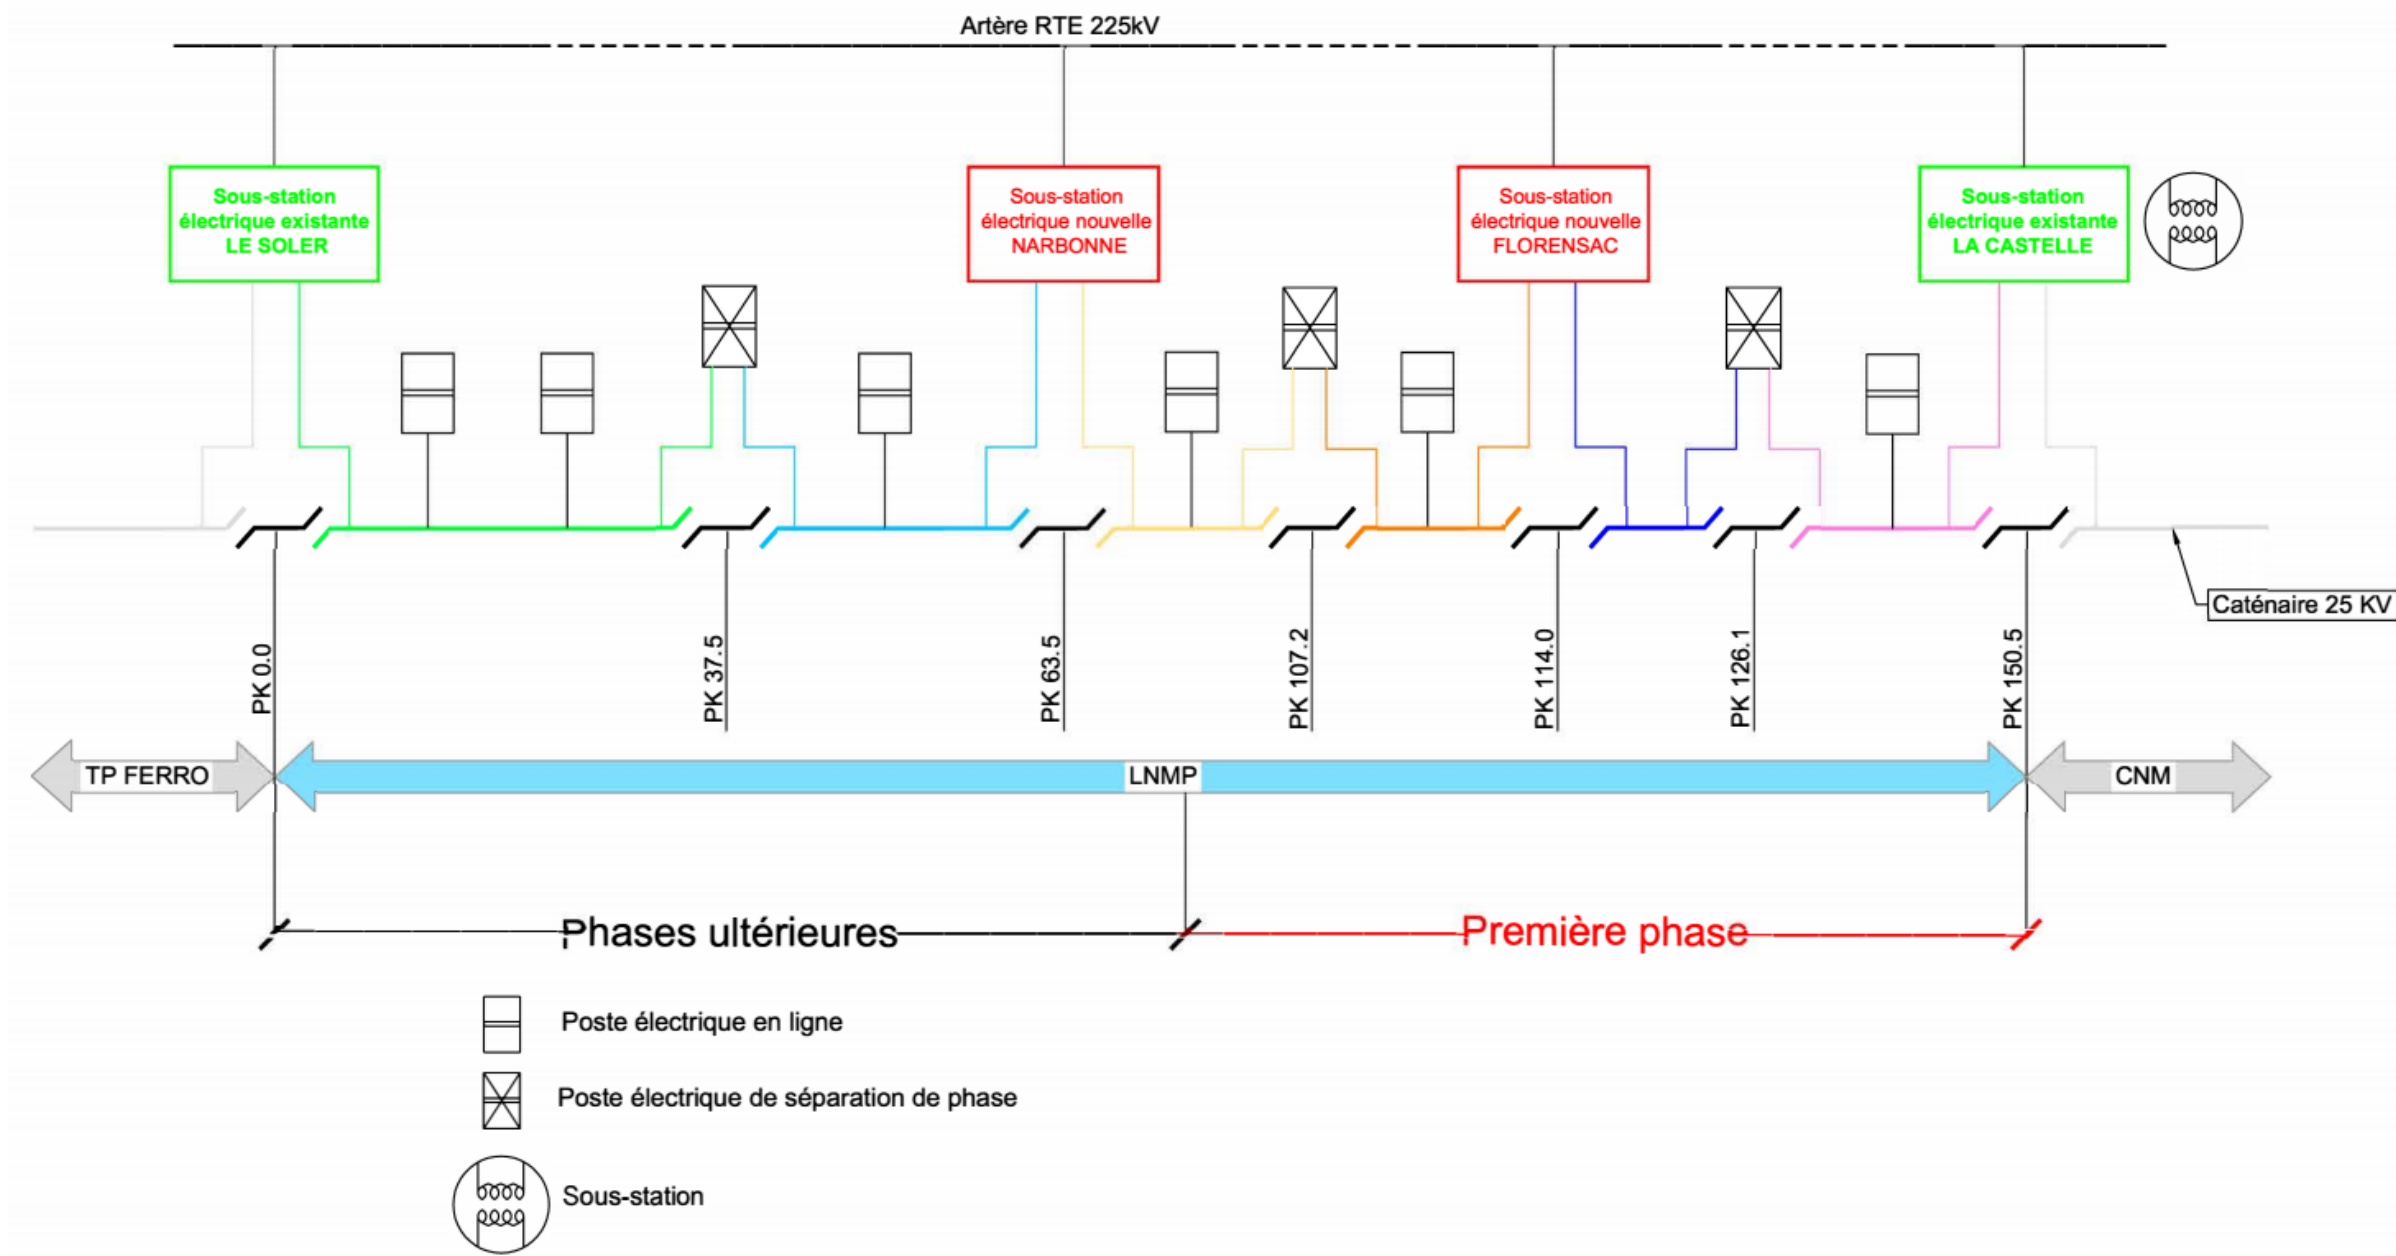 Artère RTE 225kV
Sous-station
électrique existante
LE SOLER
Sous-station
électrique nouvelle
NARBONNE
Sous-station
électrique nouvelle
FLORENSAC
Sous-station
électrique existante
LA CASTELLE
Caténaire 25 KV
PK 0.0
PK 37.5
PK 63.5
PK 107.2
PK 114.0
PK 126.1
PK 150.5
TP FERRO
LNMP
CNM
Phases ultérieures
Première phase
Poste électrique en ligne
Poste électrique de séparation de phase
Sous-station